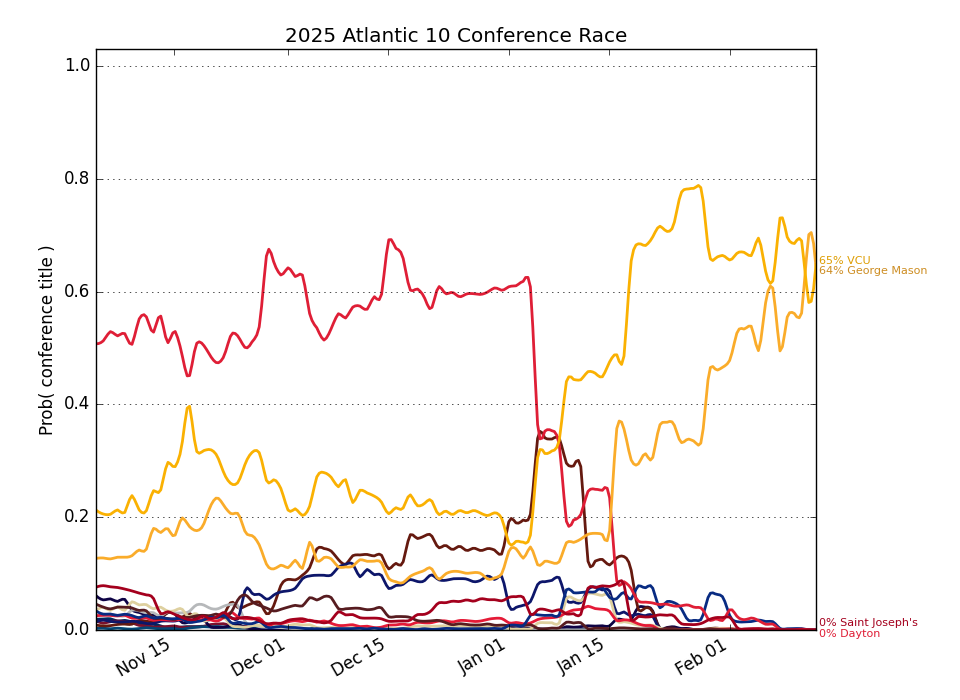 2025 Atlantic 10 Conference Race
1.0
0.8
0.6
0.4
0.2
0.0
Prob( conference title )
65% VCU
64% George Mason
0% Saint Joseph's
0% Dayton
Nov 15
Dec 01
Dec 15
Jan 01
Jan 15
Feb 01